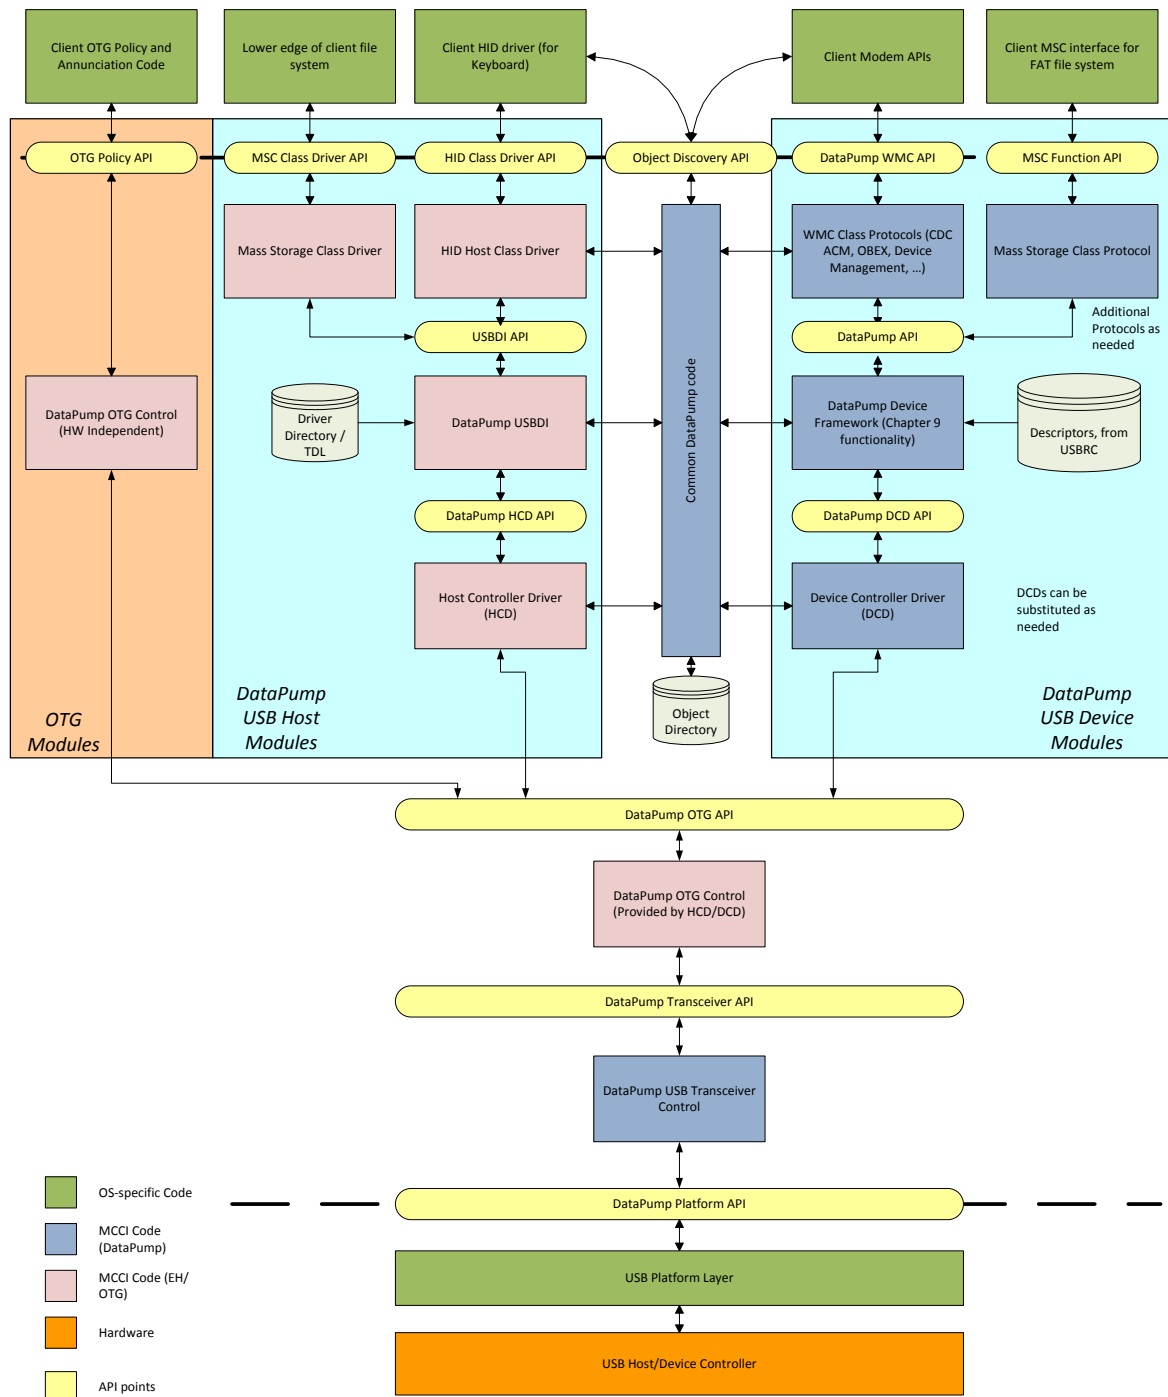 Client OTG Policy and
Annunciation Code
Lower edge of client file
system
Client HID driver (for
Keyboard)
Client Modem APIs
Client MSC interface for
FAT file system
OTG Policy API
MSC Class Driver API
HID Class Driver API
Object Discovery API
DataPump WMC API
MSC Function API
Mass Storage Class Driver
HID Host Class Driver
WMC Class Protocols (CDC
ACM, OBEX, Device
Management, ...)
Mass Storage Class Protocol
USBDI API
DataPump API
Additional
Protocols as
needed
Common DataPump code
DataPump OTG Control
(HW Independent)
Driver
Directory /
TDL
DataPump USBDI
DataPump Device
Framework (Chapter 9
functionality)
Descriptors, from
USBRC
DataPump HCD API
DataPump DCD API
Host Controller Driver
(HCD)
Device Controller Driver
(DCD)
DCDs can be
substituted as
needed
OTG
Modules
DataPump
USB Host
Modules
Object
Directory
DataPump
USB Device
Modules
DataPump OTG API
DataPump OTG Control
(Provided by HCD/DCD)
DataPump Transceiver API
DataPump USB Transceiver
Control
DataPump Platform API
USB Platform Layer
USB Host/Device Controller
OS-specific Code
MCCI Code
(DataPump)
MCCI Code (EH/
OTG)
Hardware
API points